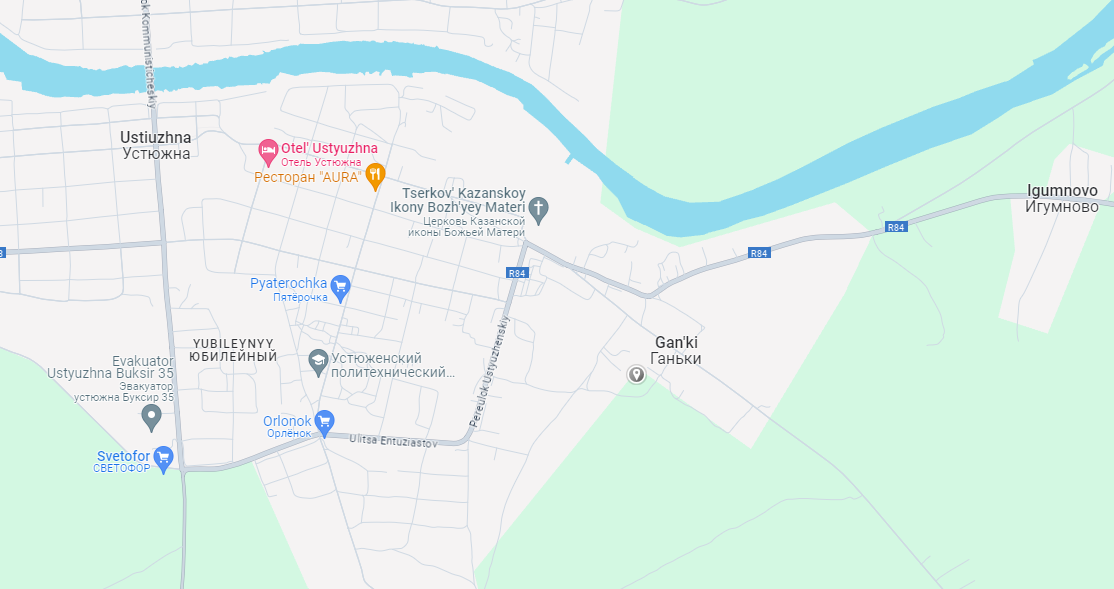 ok Kommunisticheskiy
Ustiuzhna
Устюжна
Otel' Ustyuzhna
Отель Устюжна
Ресторан "AURA"
Tserkov' Kazanskoy
Ikony Bozh'yey Materi
Церковь Казанской
иконы Божьей Матери
Igumnovo
Игумново
R84
R84
R84
Pyaterochka
Пятёрочка
Pereulok Ustyuzhenskiy
YUBILEYNYY
ЮБИЛЕЙНЫЙ
Gan'ki
Ганьки
Устюженский
политехнический...
Evakuator
Ustyuzhna Buksir 35
Эвакуатор
устюжна Буксир 35
Orlonok
Орлёнок
Ulitsa Entuziastov
Svetofor
СВЕТОФОР